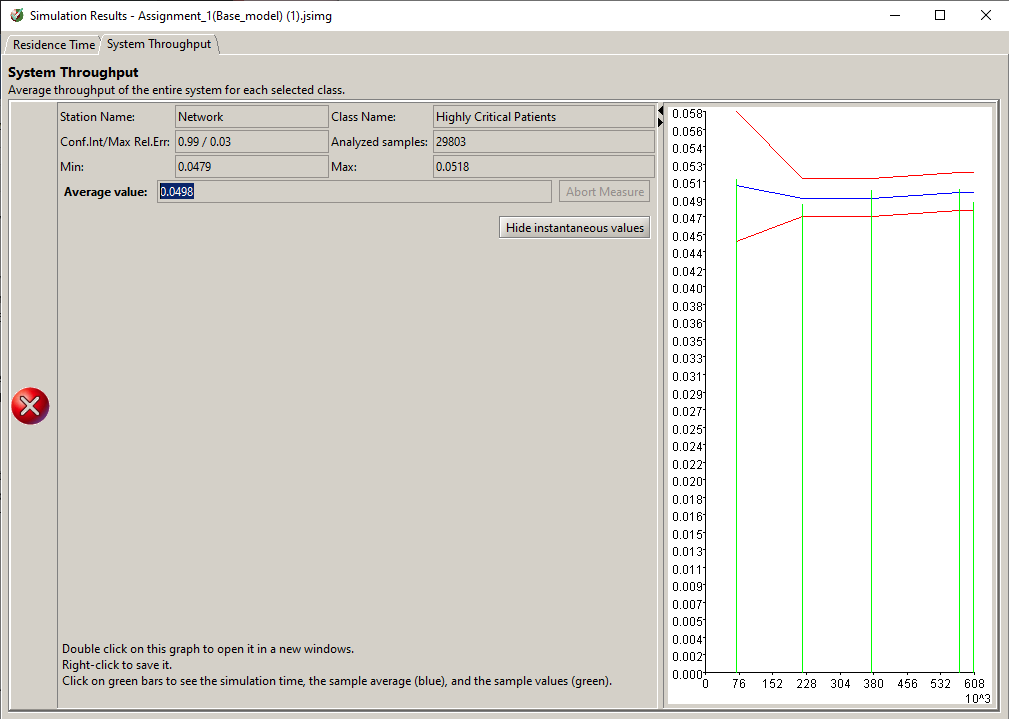 Simulation Results - Assignment_1(Base_model) (1).jsimg
Residence Time System Throughput
System Throughput
Average throughput of the entire system for each selected class.
Station Name: Network Class Name: Highly Critical Patients
Conf.Int/Max Rel.Err: 0.99 / 0.03 Analyzed samples: 29803
Min: 0.0479 Max: 0.0518
Average value: 0.0498 Abort Measure
Hide instantaneous values
Double click on this graph to open it in a new windows.
Right-click to save it.
Click on green bars to see the simulation time, the sample average (blue), and the sample values (green).
0.058
0.056
0.054
0.053
0.051
0.049
0.047
0.045
0.044
0.042
0.040
0.038
0.036
0.035
0.033
0.031
0.029
0.027
0.025
0.024
0.022
0.020
0.018
0.016
0.015
0.013
0.011
0.009
0.007
0.005
0.004
0.002
0.000
0 76 152 228 304 380 456 532 608
10^3